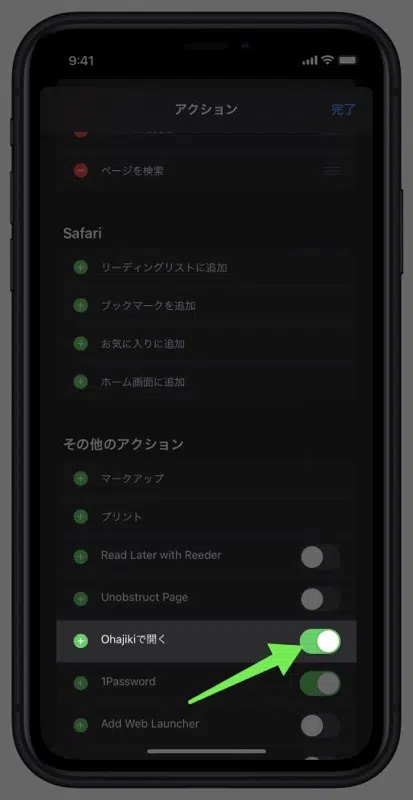 9:41
アクション
完了
ページを検索
Safari
リーディングリストに追加
ブックマークを追加
お気に入りに追加
ホーム画面に追加
その他のアクション
マークアップ
プリント
Read Later with Reeder
Unobstruct Page
Ohajikiで開く
1Password
Add Web Launcher